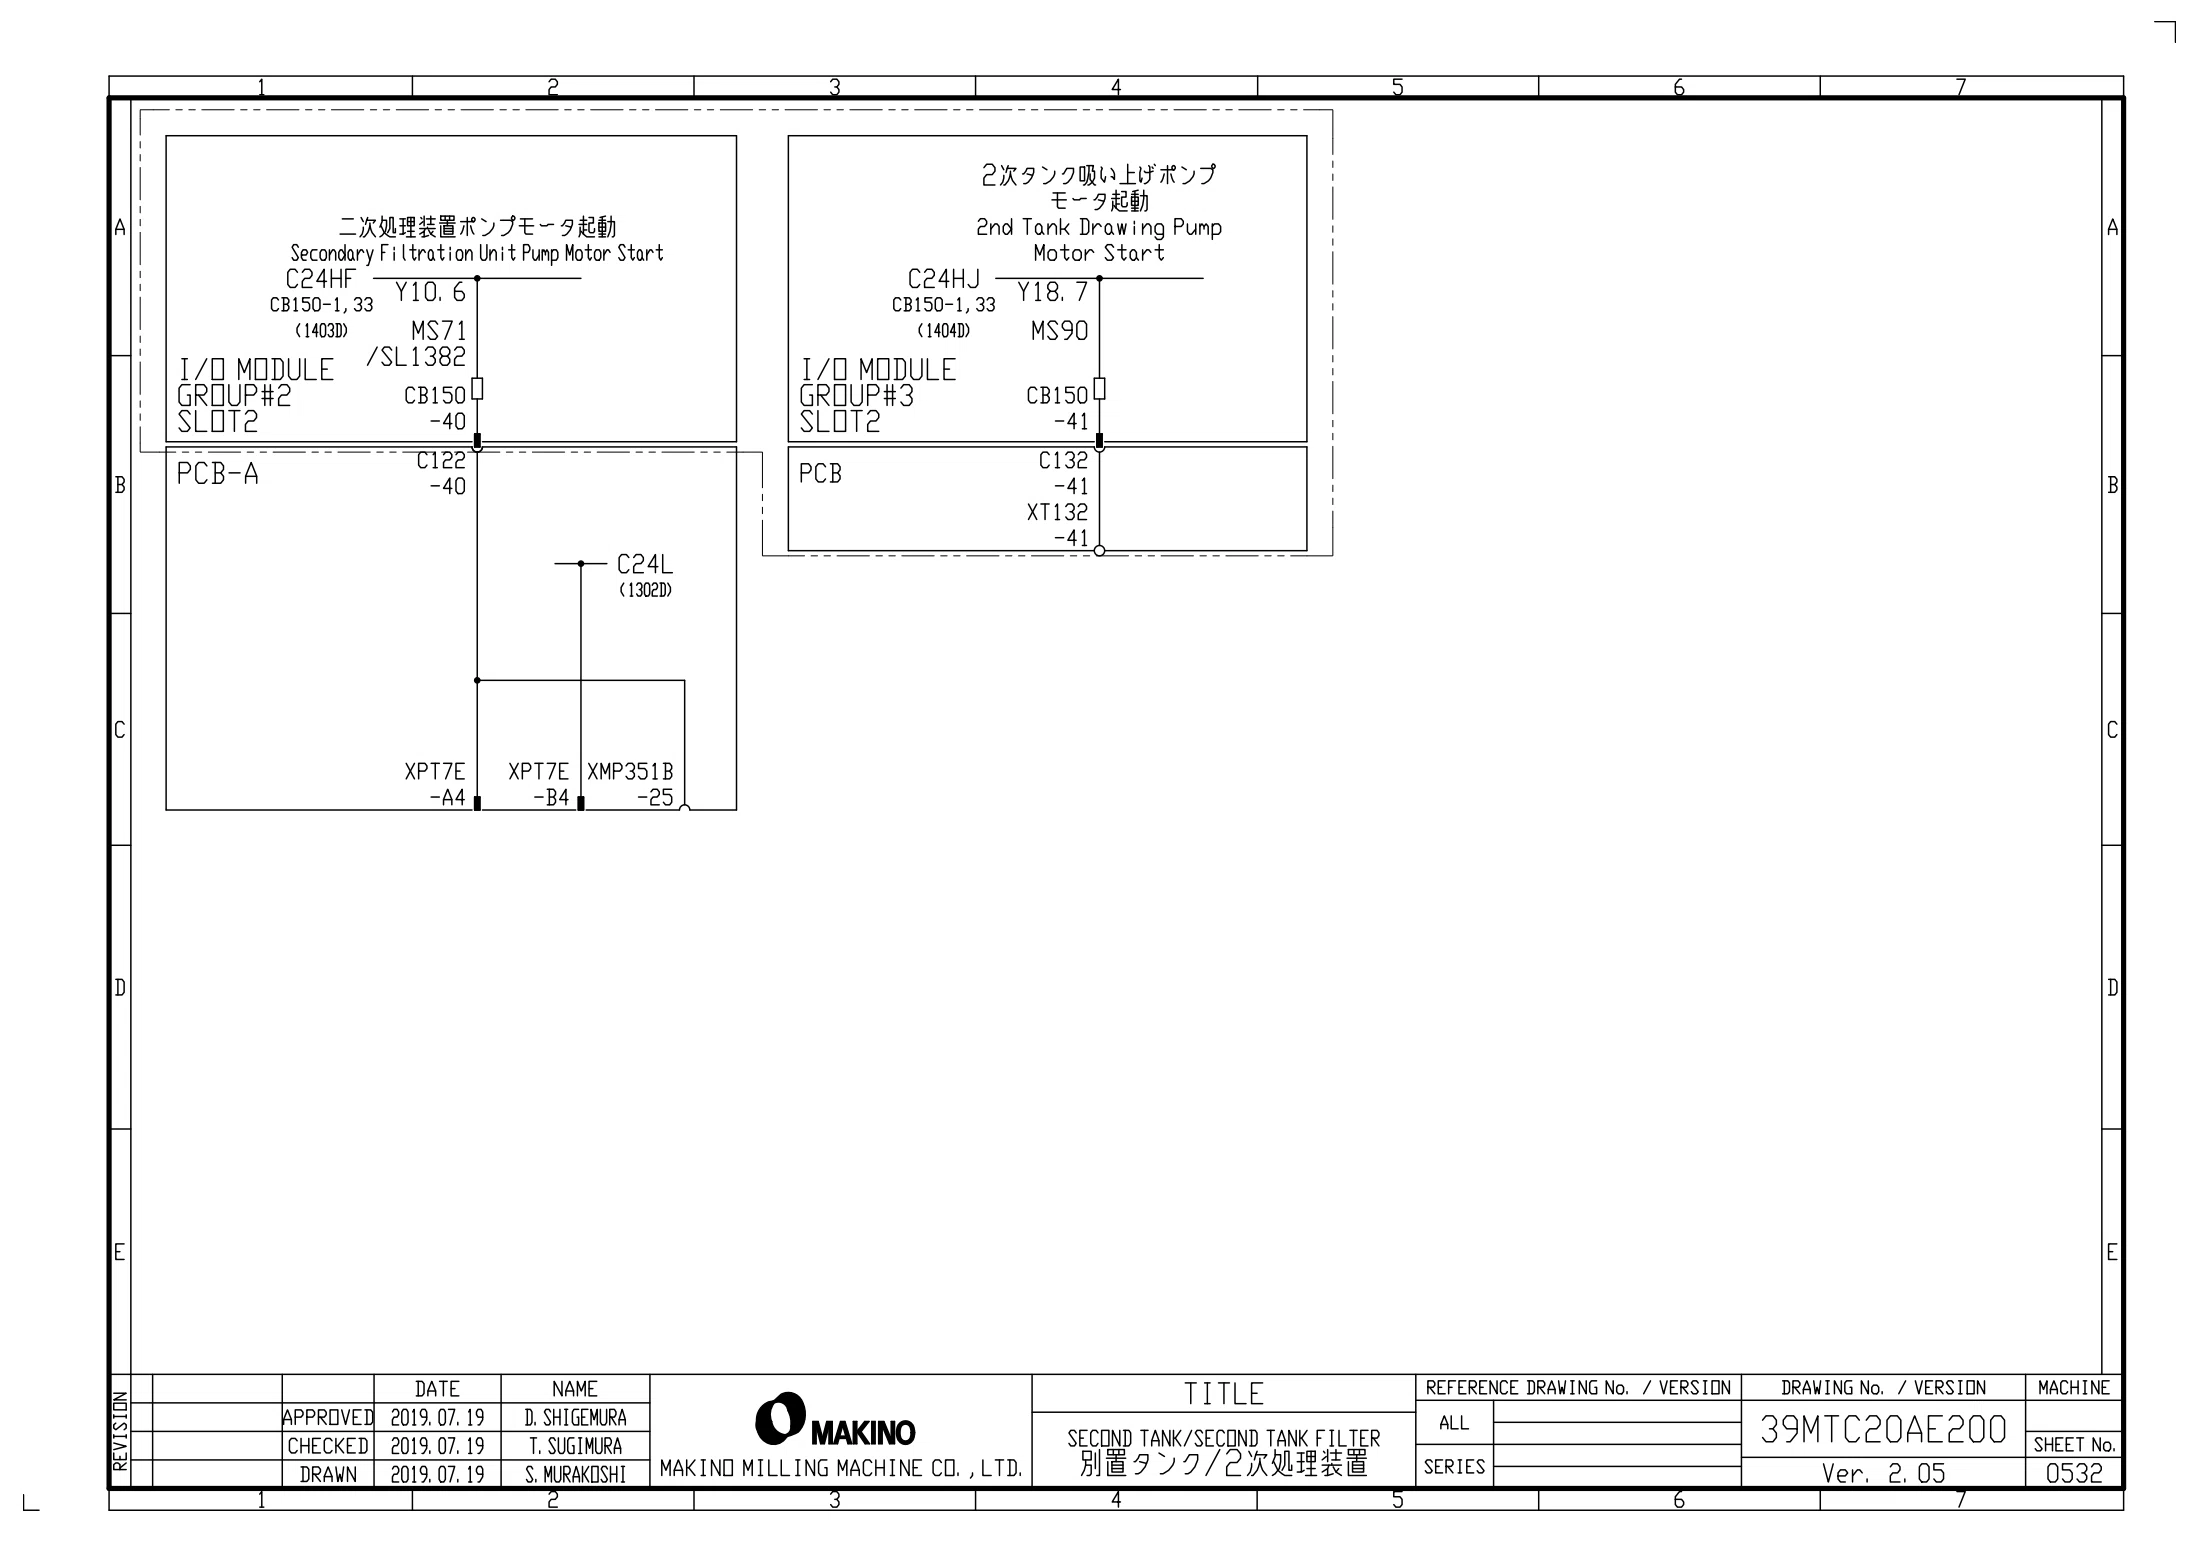 1 2 3 4 5 6 7
A
B
C
D
E
二次処理装置ポンプモータ起動
Secondary Filtration Unit Pump Motor Start
C24HF
CB150-1,33
(1403D)
Y10.6
MS71
/SL1382
I/O MODULE
GROUP#2
SLOT2
CB150
-40
PCB-A
C122
-40
C24L
(1302D)
XPT7E
-A4
XPT7E
-B4
XMP351B
-25
2次タンク吸い上げポンプ
モータ起動
2nd Tank Drawing Pump
Motor Start
C24HJ
CB150-1,33
(1404D)
Y18.7
MS90
I/O MODULE
GROUP#3
SLOT2
CB150
-41
PCB
C132
-41
XT132
-41
A
B
C
D
E
REVISION
DATE NAME
APPROVED 2019.07.19 D.SHIGEMURA
CHECKED 2019.07.19 T.SUGIMURA
DRAWN 2019.07.19 S.MURAKOSHI
MAKINO
MAKINO MILLING MACHINE CO.,LTD.
TITLE
SECOND TANK/SECOND TANK FILTER
別置タンク/2次処理装置
REFERENCE DRAWING No. / VERSION
ALL
SERIES
DRAWING No. / VERSION
39MTC20AE200
Ver. 2.05
MACHINE
SHEET No.
0532
1 2 3 4 5 6 7